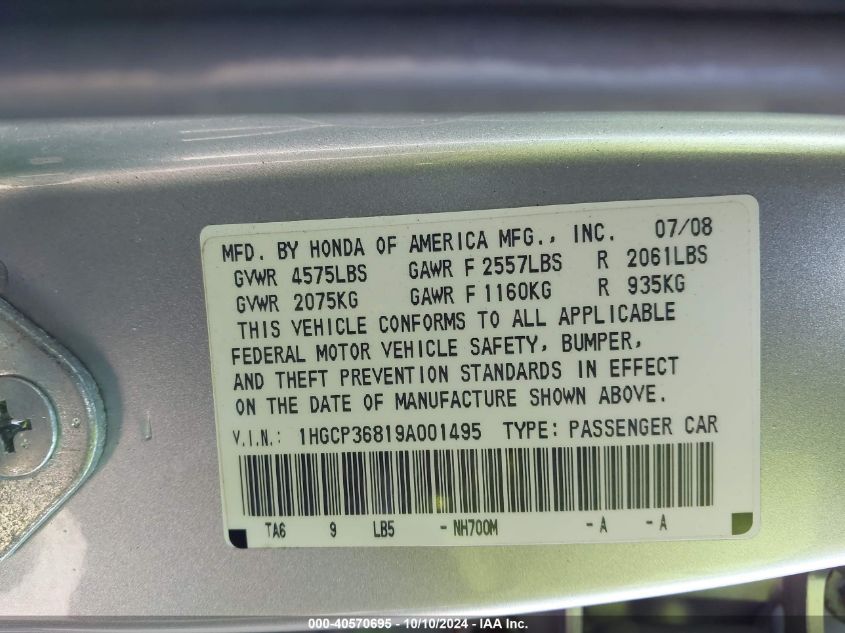 MFD. BY HONDA OF AMERICA MFG., INC. 07/08
GVWR 4575LBS GAWR F 2557LBS R 2061LBS
GVWR 2075KG GAWR F 1160KG R 935KG
THIS VEHICLE CONFORMS TO ALL APPLICABLE
FEDERAL MOTOR VEHICLE SAFETY, BUMPER,
AND THEFT PREVENTION STANDARDS IN EFFECT
ON THE DATE OF MANUFACTURE SHOWN ABOVE.
V.I.N.: 1HGCP36819A001495 TYPE: PASSENGER CAR
TA6 9 LB5 - NH700M - A - A
000-40570695 - 10/10/2024 - IAA Inc.